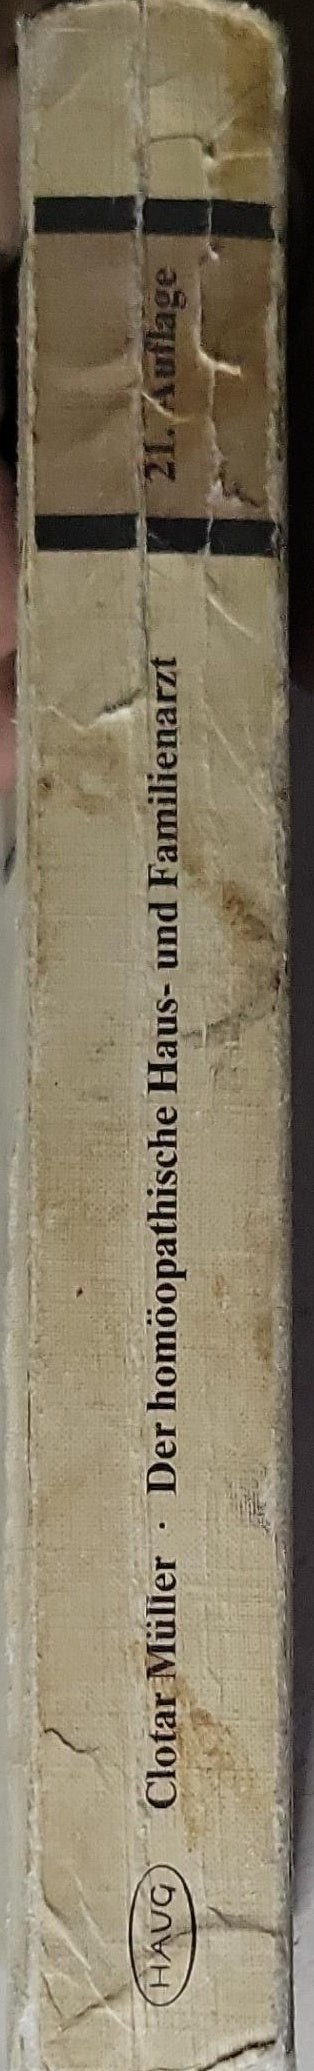 HAUG
Clotar Müller · Der homöopathische Haus- und Familienarzt
21. Auflage